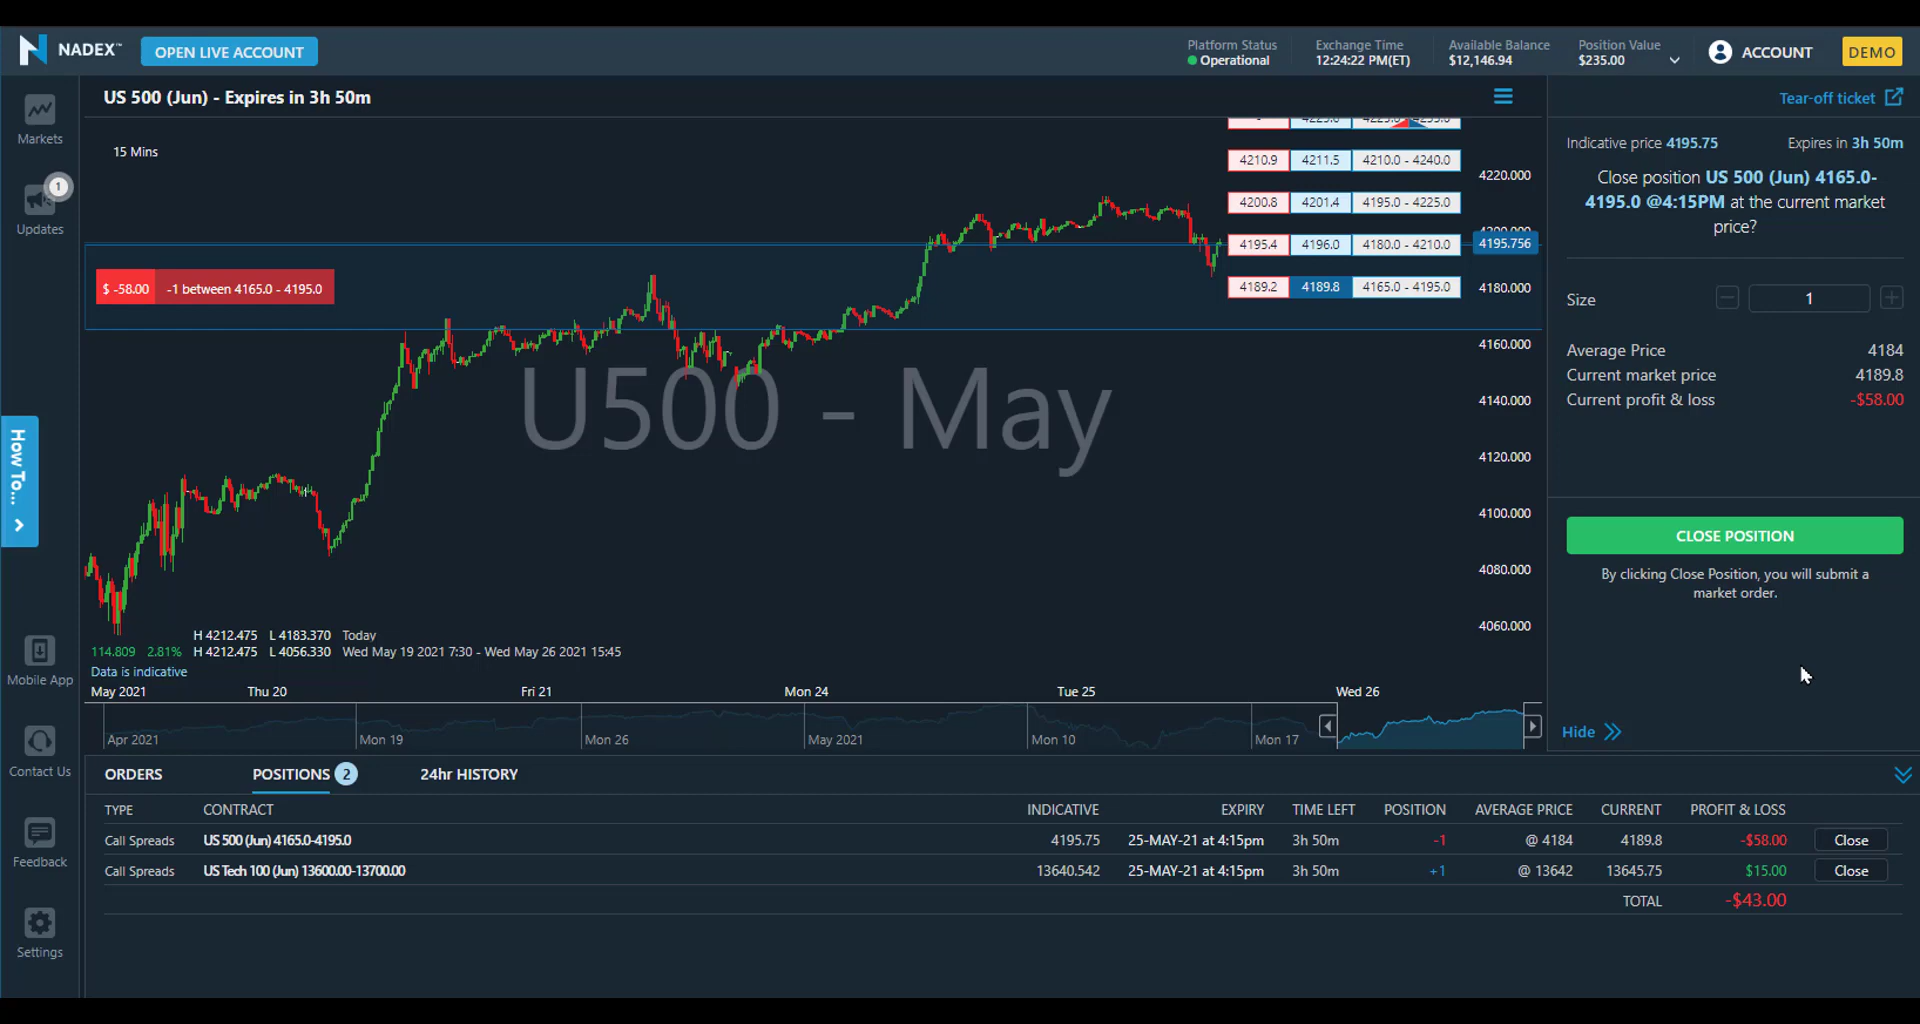 NADEX™
OPEN LIVE ACCOUNT
Platform Status
Operational
Exchange Time
12:24:22 PM(ET)
Available Balance
$12,146.94
Position Value
$235.00
ACCOUNT
DEMO
Markets
1
Updates
How To...
Mobile App
Contact Us
Feedback
Settings
US 500 (Jun) - Expires in 3h 50m
15 Mins
4210.9 4211.5 4210.0 - 4240.0
4200.8 4201.4 4195.0 - 4225.0
4195.4 4196.0 4180.0 - 4210.0
4189.2 4189.8 4165.0 - 4195.0
4220.000
4195.756
4180.000
4160.000
4140.000
4120.000
4100.000
4080.000
4060.000
$ -58.00 -1 between 4165.0 - 4195.0
U500 - May
H 4212.475 L 4183.370 Today
114.809 2.81% H 4212.475 L 4056.330 Wed May 19 2021 7:30 - Wed May 26 2021 15:45
Data is indicative
May 2021 Thu 20 Fri 21 Mon 24 Tue 25 Wed 26
Apr 2021 Mon 19 Mon 26 May 2021 Mon 10 Mon 17
Tear-off ticket
Indicative price 4195.75 Expires in 3h 50m
Close position US 500 (Jun) 4165.0-
4195.0 @4:15PM at the current market
price?
Size 1
Average Price 4184
Current market price 4189.8
Current profit & loss -$58.00
CLOSE POSITION
By clicking Close Position, you will submit a
market order.
Hide
ORDERS POSITIONS 2 24hr HISTORY
TYPE CONTRACT INDICATIVE EXPIRY TIME LEFT POSITION AVERAGE PRICE CURRENT PROFIT & LOSS
Call Spreads US 500 (Jun) 4165.0-4195.0 4195.75 25-MAY-21 at 4:15pm 3h 50m -1 @ 4184 4189.8 -$58.00 Close
Call Spreads US Tech 100 (Jun) 13600.00-13700.00 13640.542 25-MAY-21 at 4:15pm 3h 50m +1 @ 13642 13645.75 $15.00 Close
TOTAL -$43.00